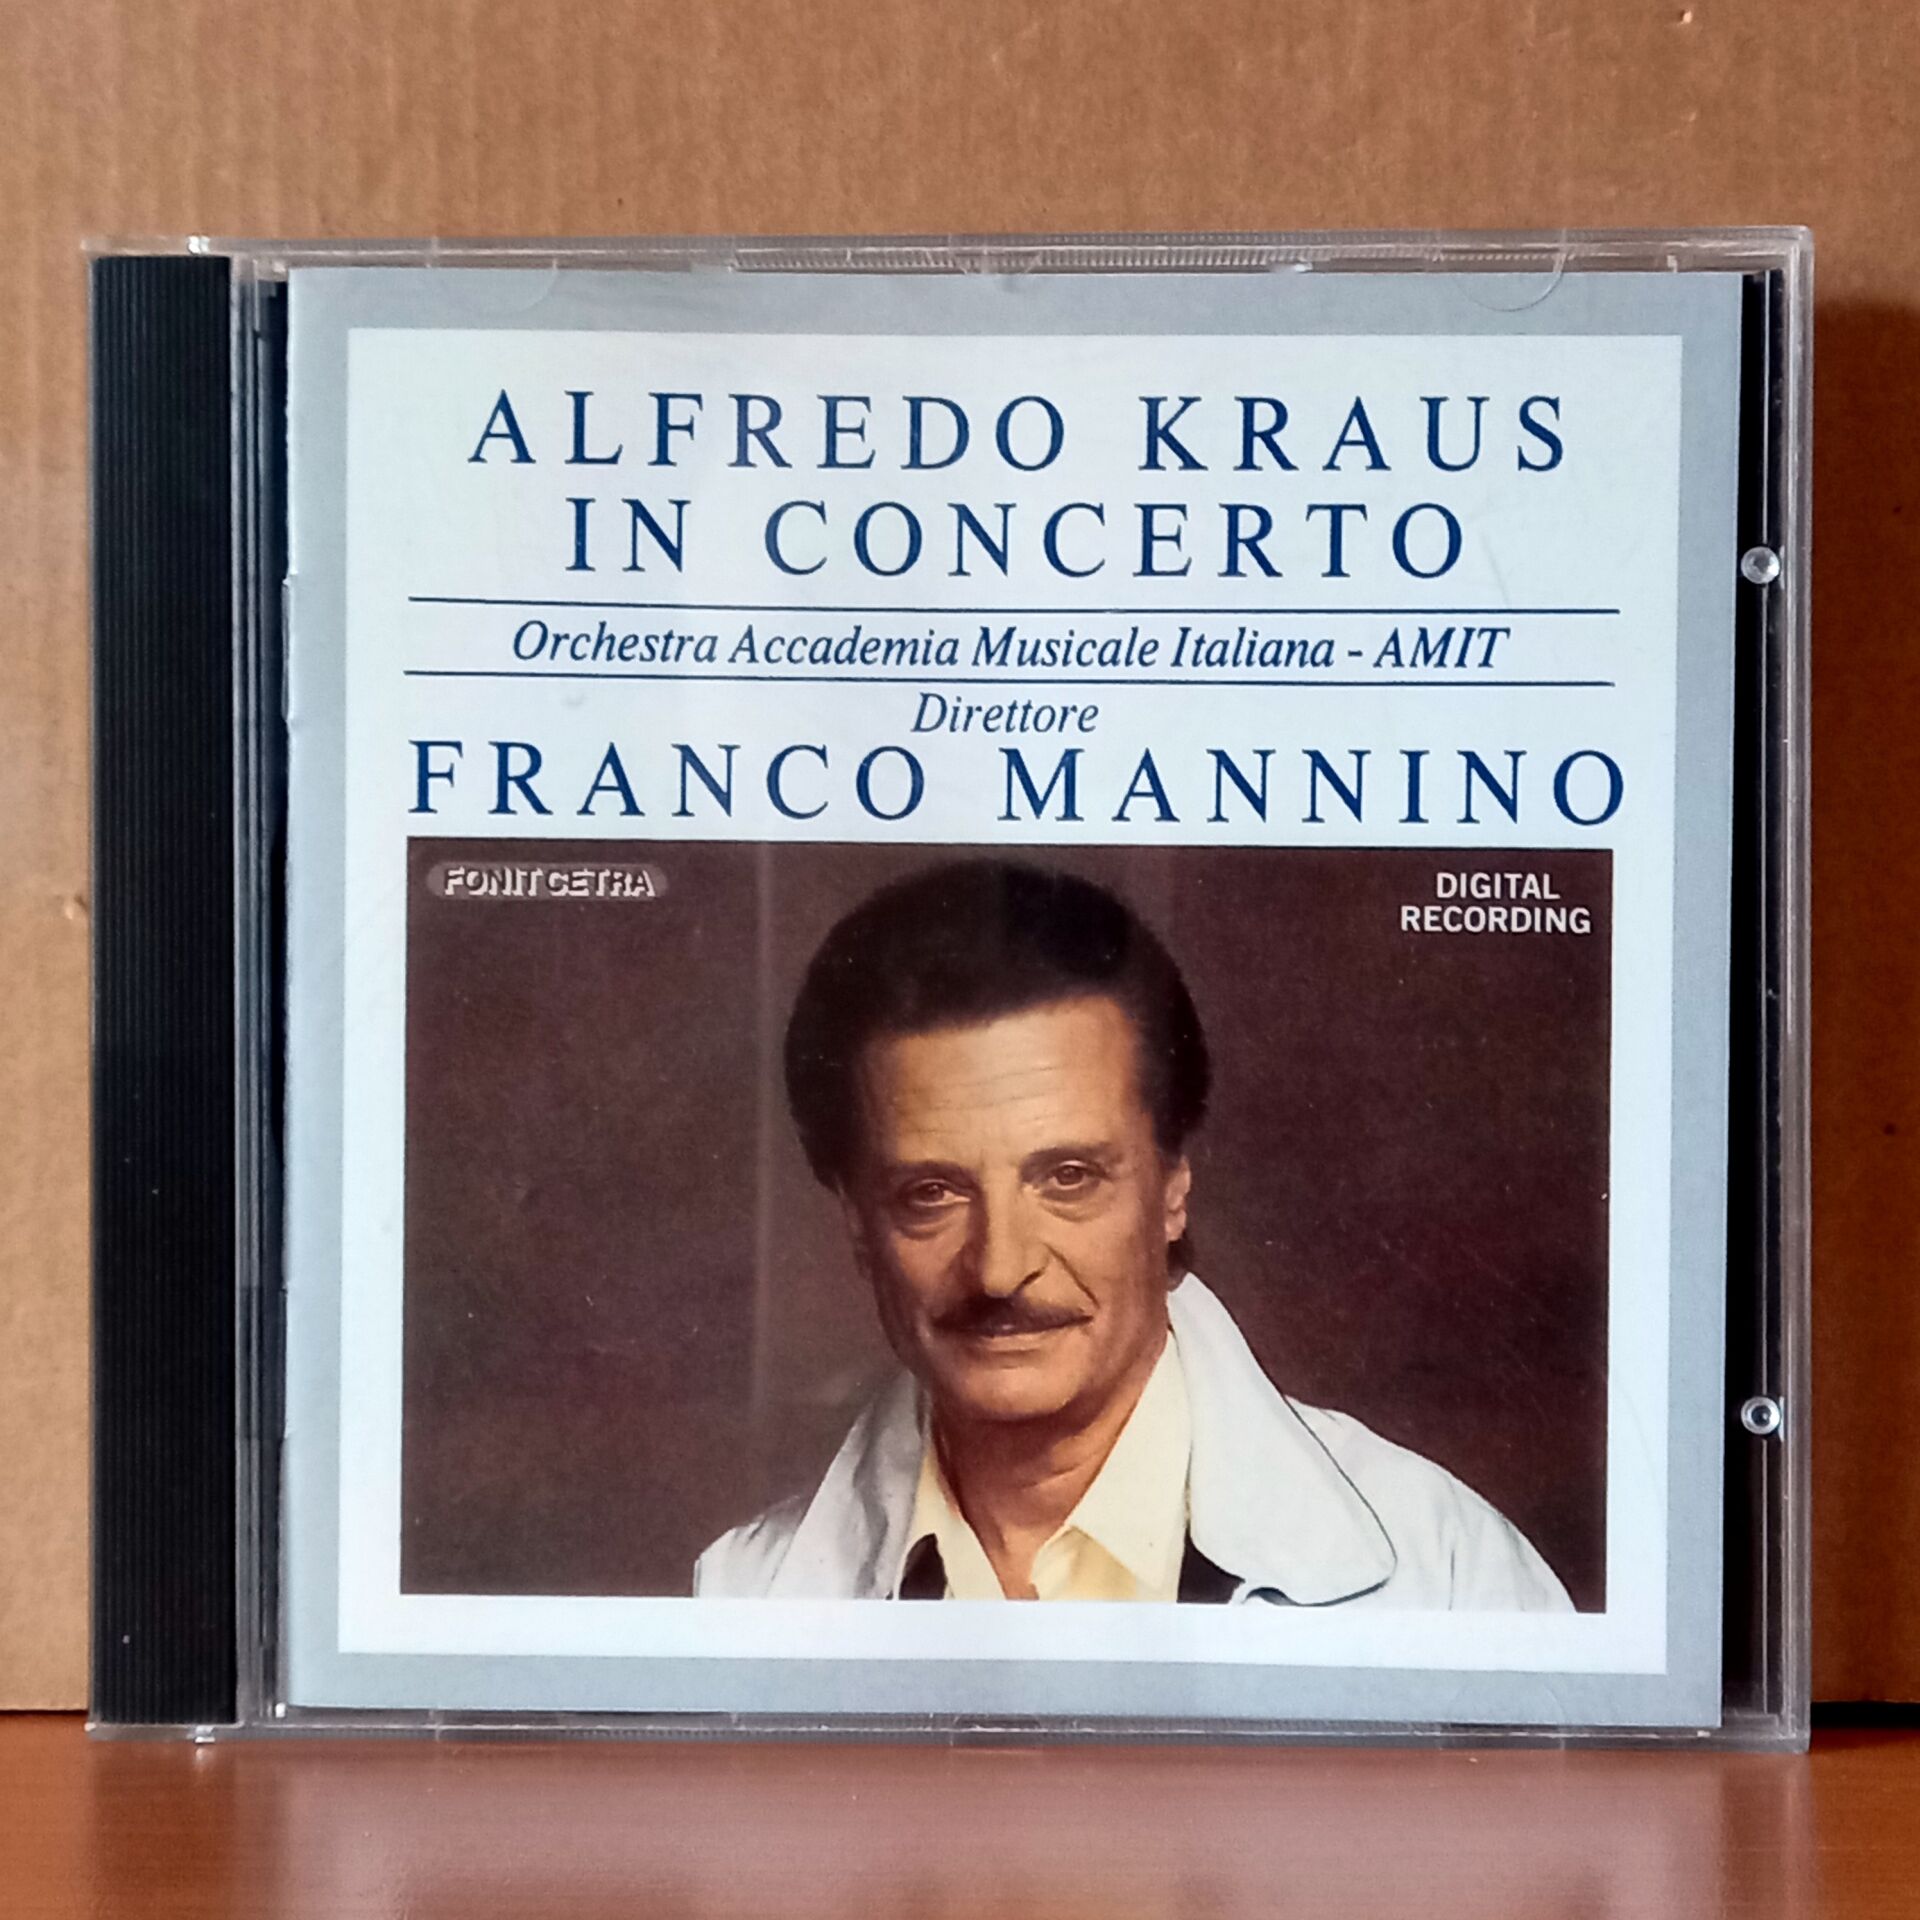 ALFREDO KRAUS
IN CONCERTO
Orchestra Accademia Musicale Italiana - AMIT
Direttore
FRANCO MANNINO
FONIT CETRA
DIGITAL
RECORDING